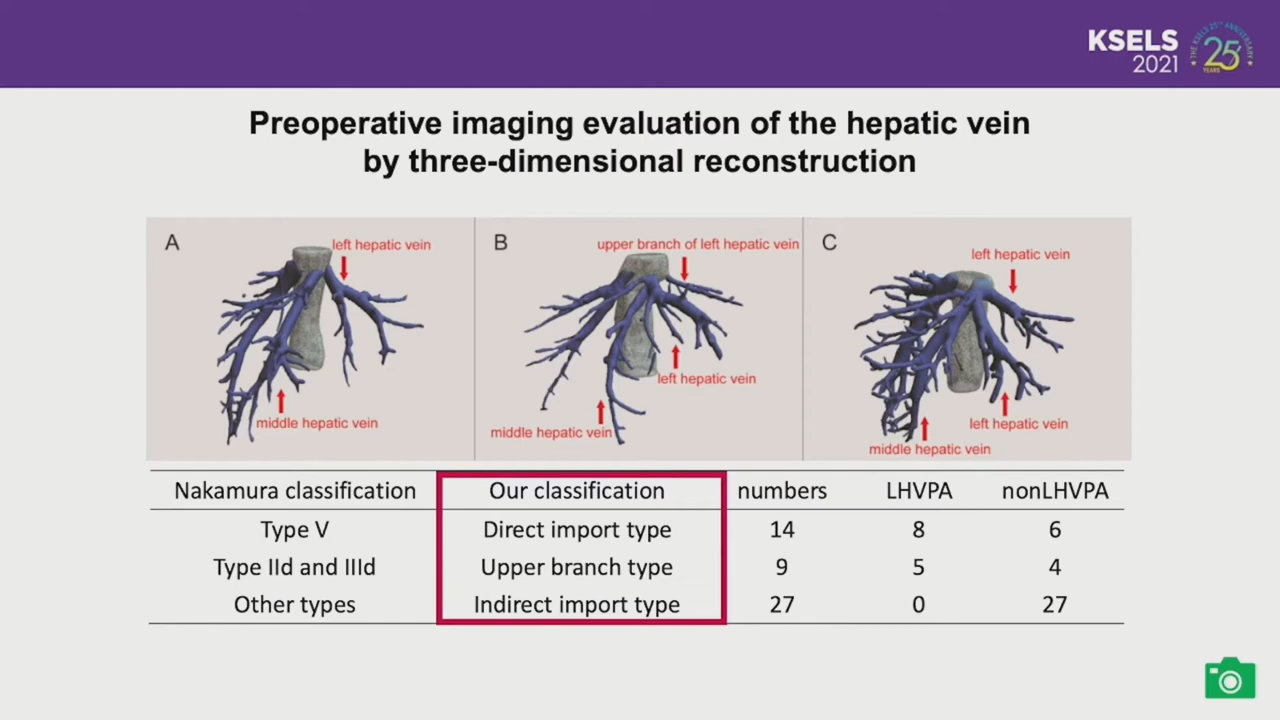 KSELS
2021
THE KSELS 25TH ANNIVERSARY
25
YEARS
Preoperative imaging evaluation of the hepatic vein
by three-dimensional reconstruction
A
left hepatic vein
middle hepatic vein
B
upper branch of left hepatic vein
left hepatic vein
middle hepatic vein
C
left hepatic vein
left hepatic vein
middle hepatic vein
Nakamura classification Our classification numbers LHVPA nonLHVPA
Type V Direct import type 14 8 6
Type IId and IIId Upper branch type 9 5 4
Other types Indirect import type 27 0 27